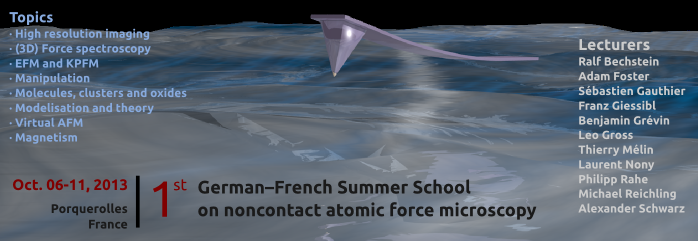 Topics
· High resolution imaging
· (3D) Force spectroscopy
· EFM and KPFM
· Manipulation
· Molecules, clusters and oxides
· Modelisation and theory
· Virtual AFM
· Magnetism
Lecturers
Ralf Bechstein
Adam Foster
Sébastien Gauthier
Franz Giessibl
Benjamin Grévin
Leo Gross
Thierry Mélin
Laurent Nony
Philipp Rahe
Michael Reichling
Alexander Schwarz
Oct. 06-11, 2013
Porquerolles
France
1st German–French Summer School
on noncontact atomic force microscopy